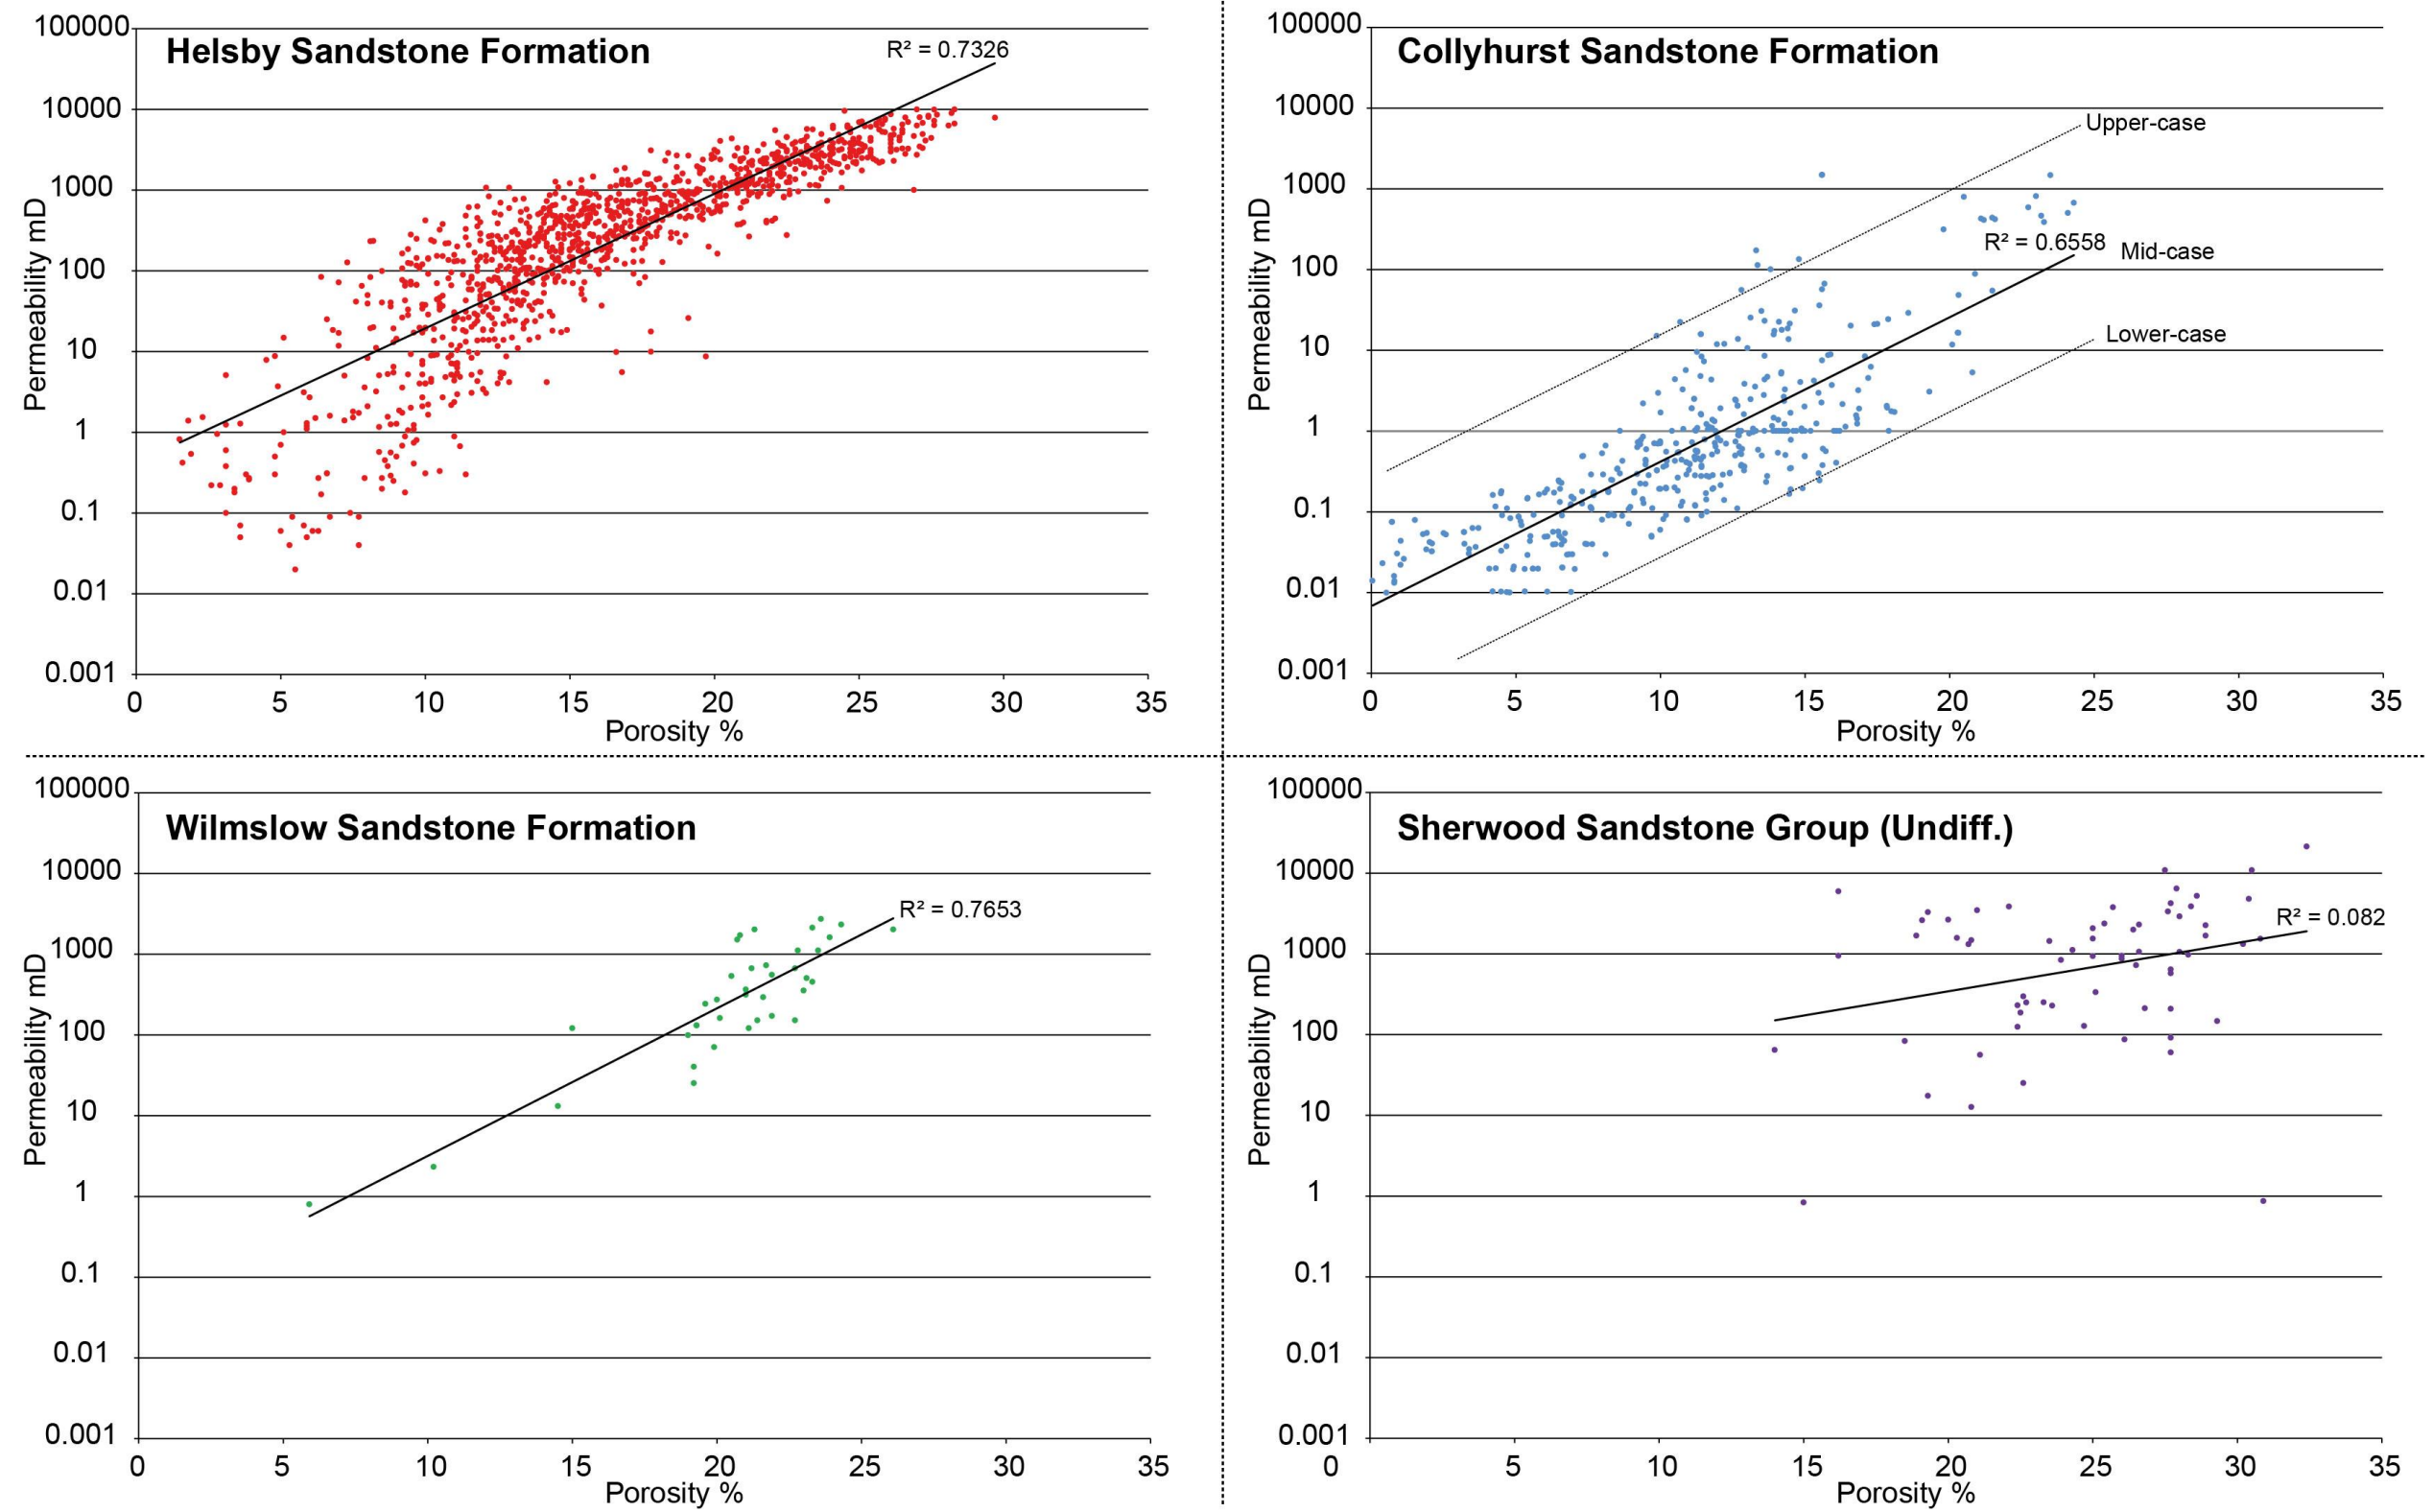 Helsby Sandstone Formation
R² = 0.7326
Permeability mD
100000
10000
1000
100
10
1
0.1
0.01
0.001
0 5 10 15 20 25 30 35
Porosity %
Collyhurst Sandstone Formation
Upper-case
R² = 0.6558
Mid-case
Lower-case
Permeability mD
100000
10000
1000
100
10
1
0.1
0.01
0.001
0 5 10 15 20 25 30 35
Porosity %
Wilmslow Sandstone Formation
R² = 0.7653
Permeability mD
100000
10000
1000
100
10
1
0.1
0.01
0.001
0 5 10 15 20 25 30 35
Porosity %
Sherwood Sandstone Group (Undiff.)
R² = 0.082
Permeability mD
100000
10000
1000
100
10
1
0.1
0.01
0.001
0 5 10 15 20 25 30 35
Porosity %